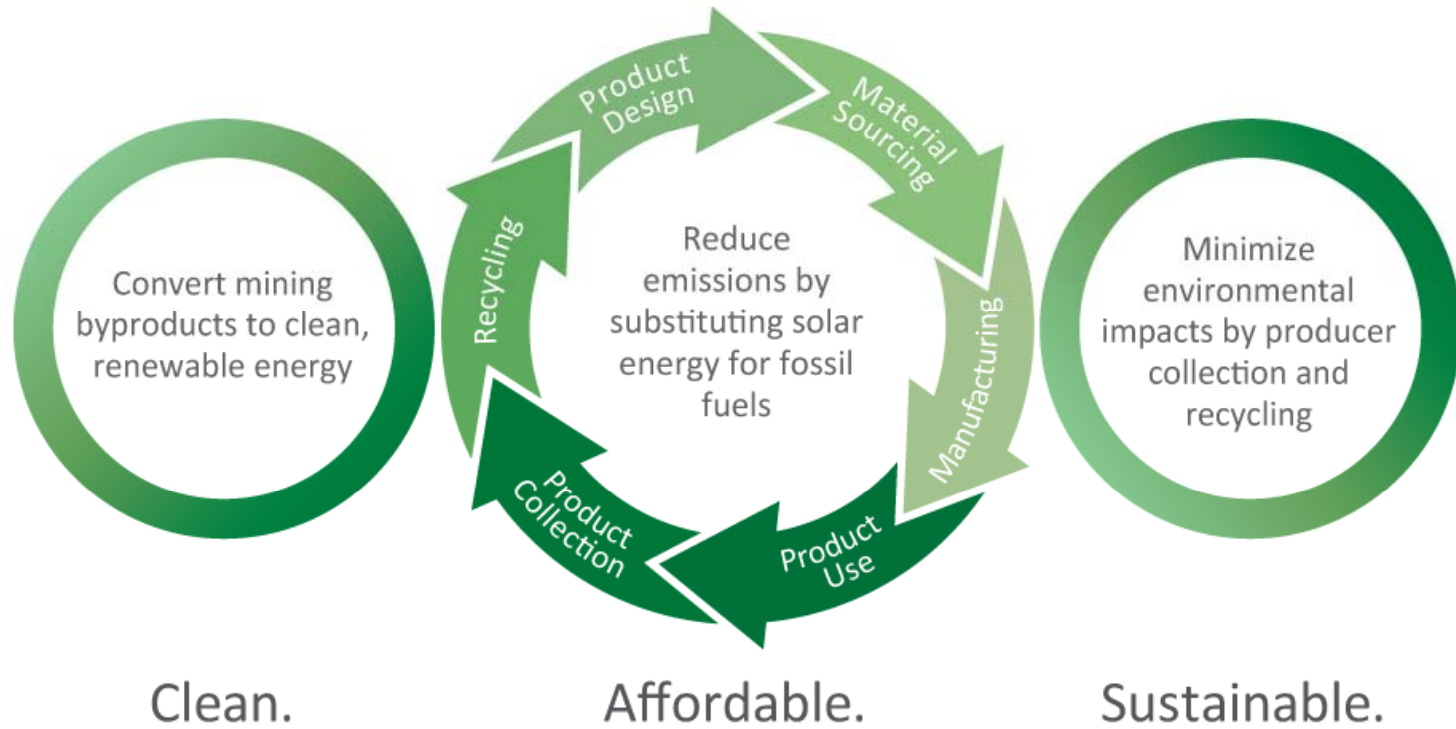 Convert mining
byproducts to clean,
renewable energy
Product
Design
Material
Sourcing
Manufacturing
Product
Use
Product
Collection
Recycling
Reduce
emissions by
substituting solar
energy for fossil
fuels
Minimize
environmental
impacts by producer
collection and
recycling
Clean.
Affordable.
Sustainable.